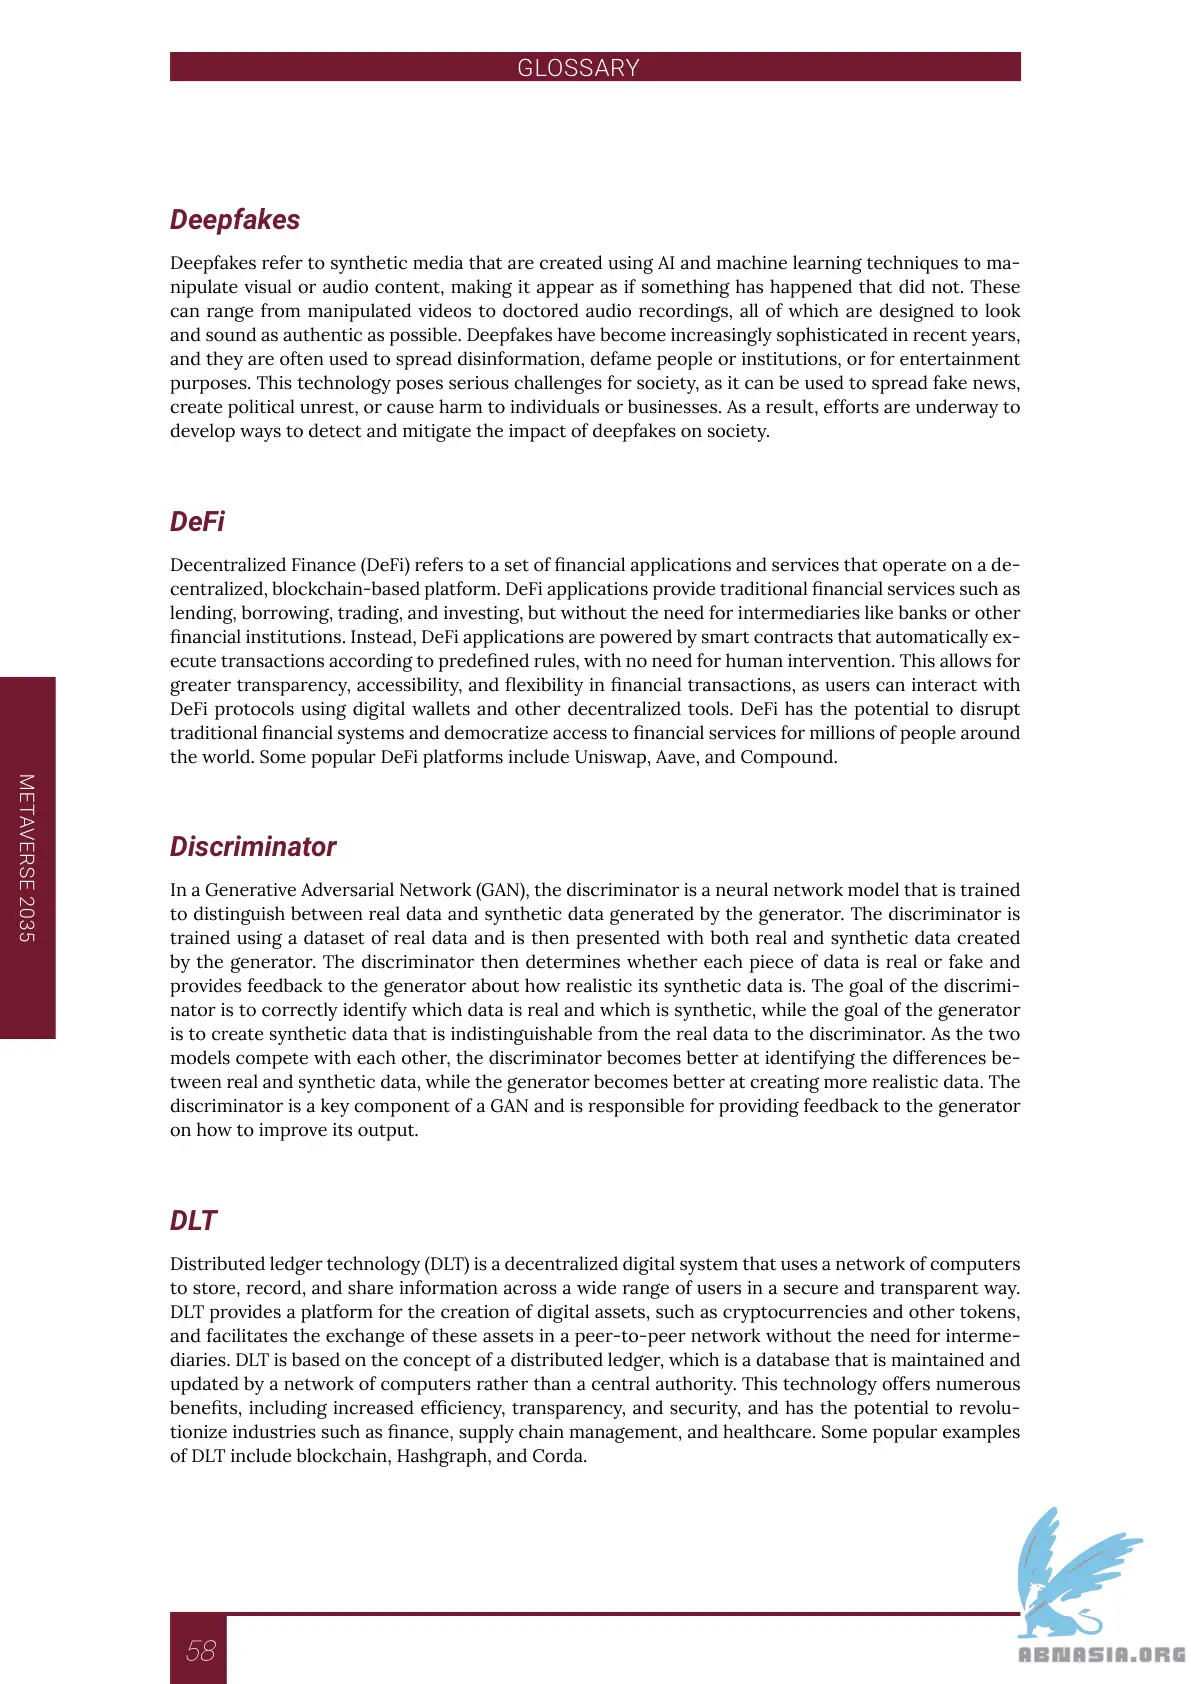 GLOSSARY
Deepfakes
Deepfakes refer to synthetic media that are created using AI and machine learning techniques to ma-
nipulate visual or audio content, making it appear as if something has happened that did not. These
can range from manipulated videos to doctored audio recordings, all of which are designed to look
and sound as authentic as possible. Deepfakes have become increasingly sophisticated in recent years,
and they are often used to spread disinformation, defame people or institutions, or for entertainment
purposes. This technology poses serious challenges for society, as it can be used to spread fake news,
create political unrest, or cause harm to individuals or businesses. As a result, efforts are underway to
develop ways to detect and mitigate the impact of deepfakes on society.
DeFi
Decentralized Finance (DeFi) refers to a set of financial applications and services that operate on a de-
centralized, blockchain-based platform. DeFi applications provide traditional financial services such as
lending, borrowing, trading, and investing, but without the need for intermediaries like banks or other
financial institutions. Instead, DeFi applications are powered by smart contracts that automatically ex-
ecute transactions according to predefined rules, with no need for human intervention. This allows for
greater transparency, accessibility, and flexibility in financial transactions, as users can interact with
DeFi protocols using digital wallets and other decentralized tools. DeFi has the potential to disrupt
traditional financial systems and democratize access to financial services for millions of people around
the world. Some popular DeFi platforms include Uniswap, Aave, and Compound.
Discriminator
In a Generative Adversarial Network (GAN), the discriminator is a neural network model that is trained
to distinguish between real data and synthetic data generated by the generator. The discriminator is
trained using a dataset of real data and is then presented with both real and synthetic data created
by the generator. The discriminator then determines whether each piece of data is real or fake and
provides feedback to the generator about how realistic its synthetic data is. The goal of the discrimi-
nator is to correctly identify which data is real and which is synthetic, while the goal of the generator
is to create synthetic data that is indistinguishable from the real data to the discriminator. As the two
models compete with each other, the discriminator becomes better at identifying the differences be-
tween real and synthetic data, while the generator becomes better at creating more realistic data. The
discriminator is a key component of a GAN and is responsible for providing feedback to the generator
on how to improve its output.
DLT
Distributed ledger technology (DLT) is a decentralized digital system that uses a network of computers
to store, record, and share information across a wide range of users in a secure and transparent way.
DLT provides a platform for the creation of digital assets, such as cryptocurrencies and other tokens,
and facilitates the exchange of these assets in a peer-to-peer network without the need for interme-
diaries. DLT is based on the concept of a distributed ledger, which is a database that is maintained and
updated by a network of computers rather than a central authority. This technology offers numerous
benefits, including increased efficiency, transparency, and security, and has the potential to revolu-
tionize industries such as finance, supply chain management, and healthcare. Some popular examples
of DLT include blockchain, Hashgraph, and Corda.
METAVERSE 2035
58
ABNASIA.ORG